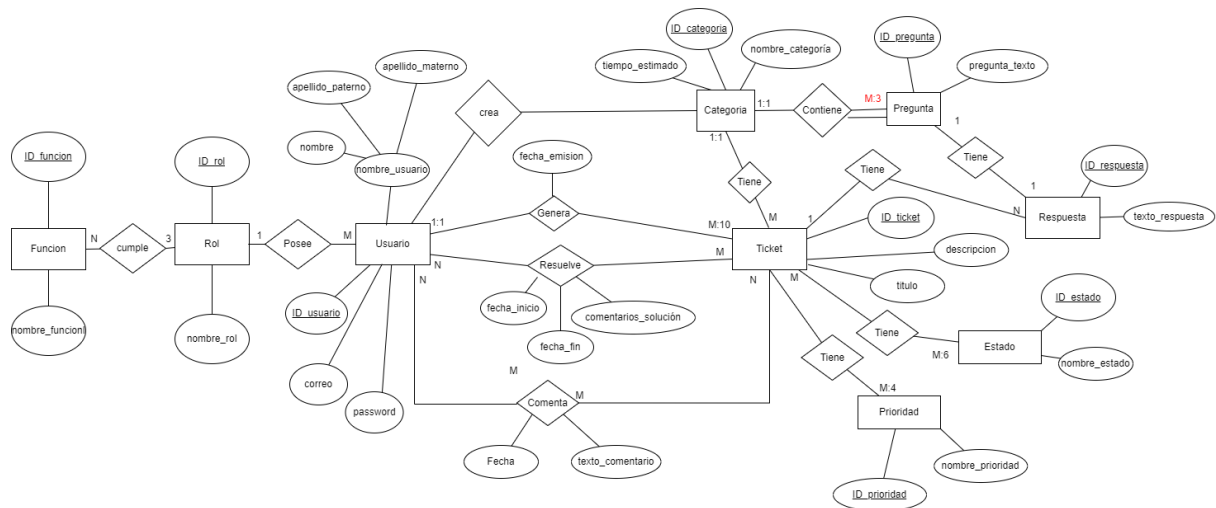 ID_categoria
ID_pregunta
nombre_categoría
apellido_materno
tiempo_estimado
pregunta_texto
apellido_paterno
M:3
Categoria
1:1
Contiene
Pregunta
crea
1
1:1
nombre
ID_funcion
ID_rol
fecha_emision
Tiene
ID_respuesta
nombre_usuario
Tiene
Tiene
M
1
1
ID_ticket
N
Respuesta
texto_respuesta
1:1
Genera
M:10
N
3
1
M
Funcion
cumple
Rol
Posee
Usuario
Ticket
descripcion
N
Resuelve
M
N
N
M
titulo
ID_estado
fecha_inicio
comentarios_solución
ID_usuario
nombre_funcionl
nombre_rol
fecha_fin
Tiene
Estado
M:6
nombre_estado
Tiene
M
correo
M:4
password
Comenta
M
Prioridad
Fecha
texto_comentario
nombre_prioridad
ID_prioridad